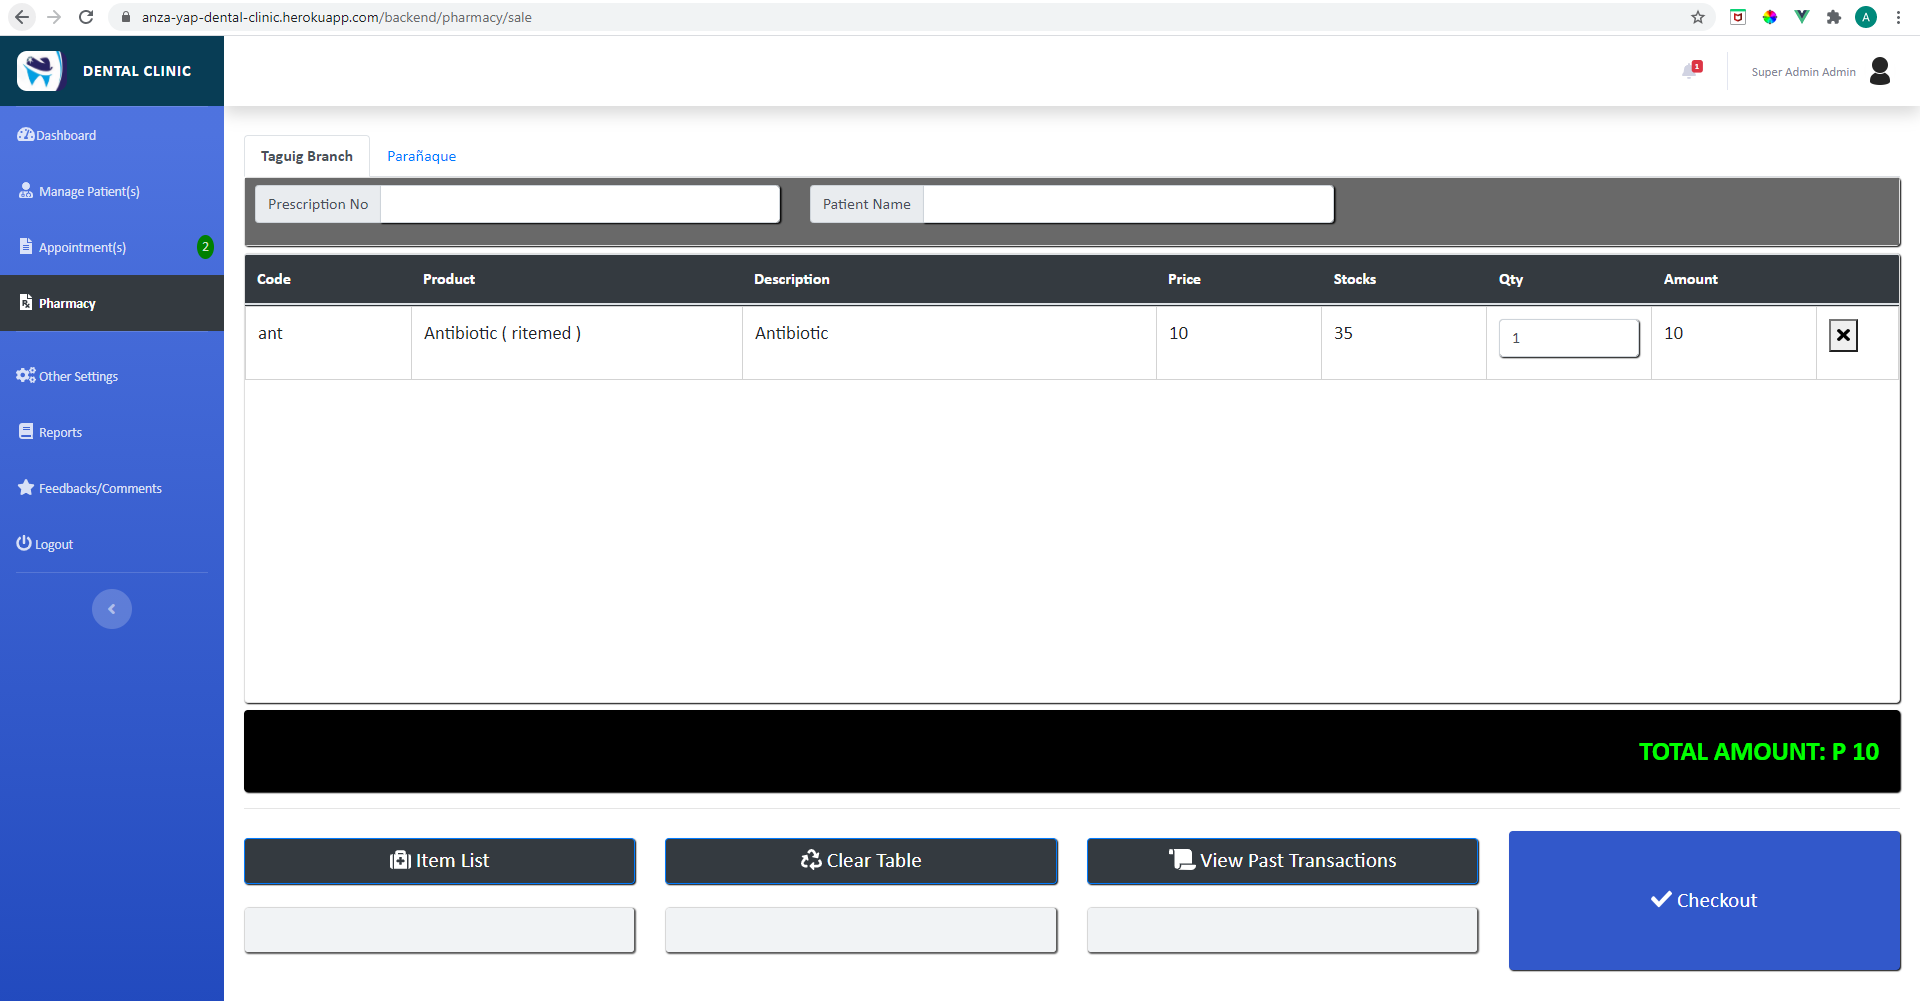 anza-yap-dental-clinic.herokuapp.com/backend/pharmacy/sale
A
DENTAL CLINIC
1
Super Admin Admin
Dashboard
Manage Patient(s)
Appointment(s) 2
Pharmacy
Other Settings
Reports
Feedbacks/Comments
Logout
Taguig Branch Parañaque
Prescription No Patient Name
Code Product Description Price Stocks Qty Amount
ant Antibiotic ( ritemed ) Antibiotic 10 35 1 10
TOTAL AMOUNT: P 10
Item List Clear Table View Past Transactions
Checkout